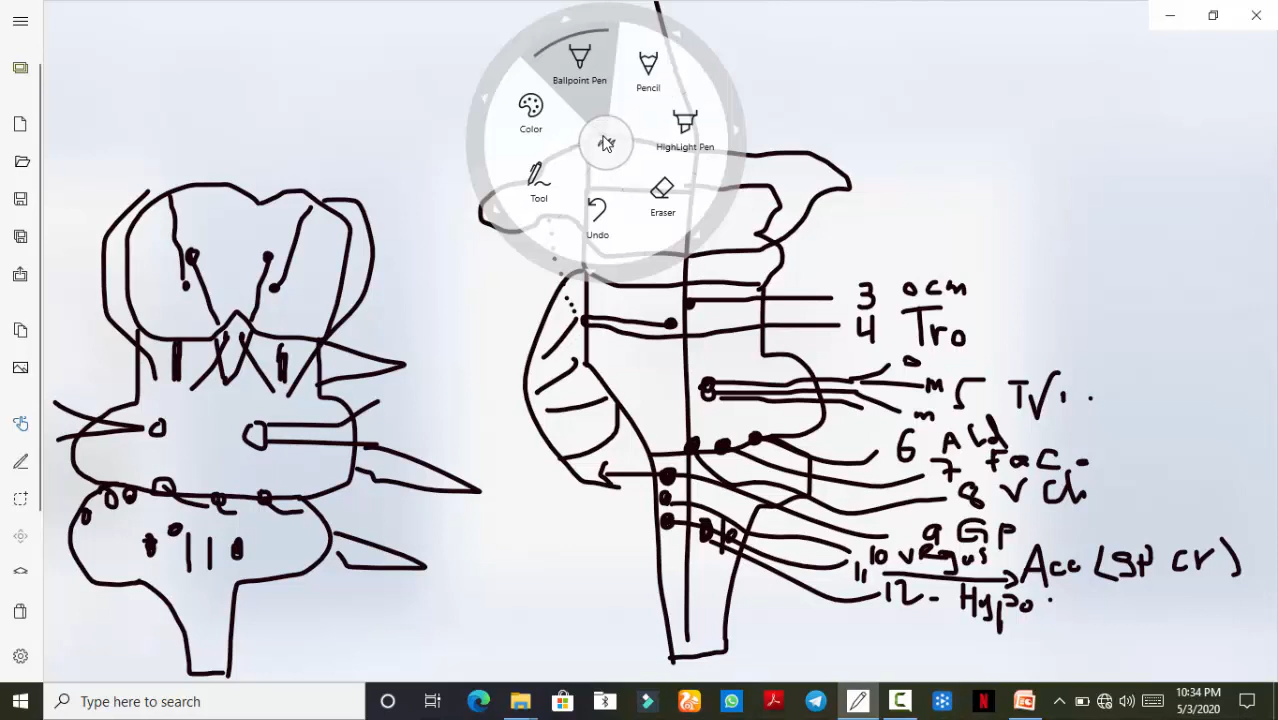 Ballpoint Pen
Pencil
Color
HighLight Pen
Tool
Eraser
Undo
3 ocm
4 Tro
o
m 5 T
m
6 Abd
7 FaC
8 v Ch
9 GP
10 vagus
11 Acc (sp cr)
12 - Hypo
Type here to search
10:34 PM
5/3/2020